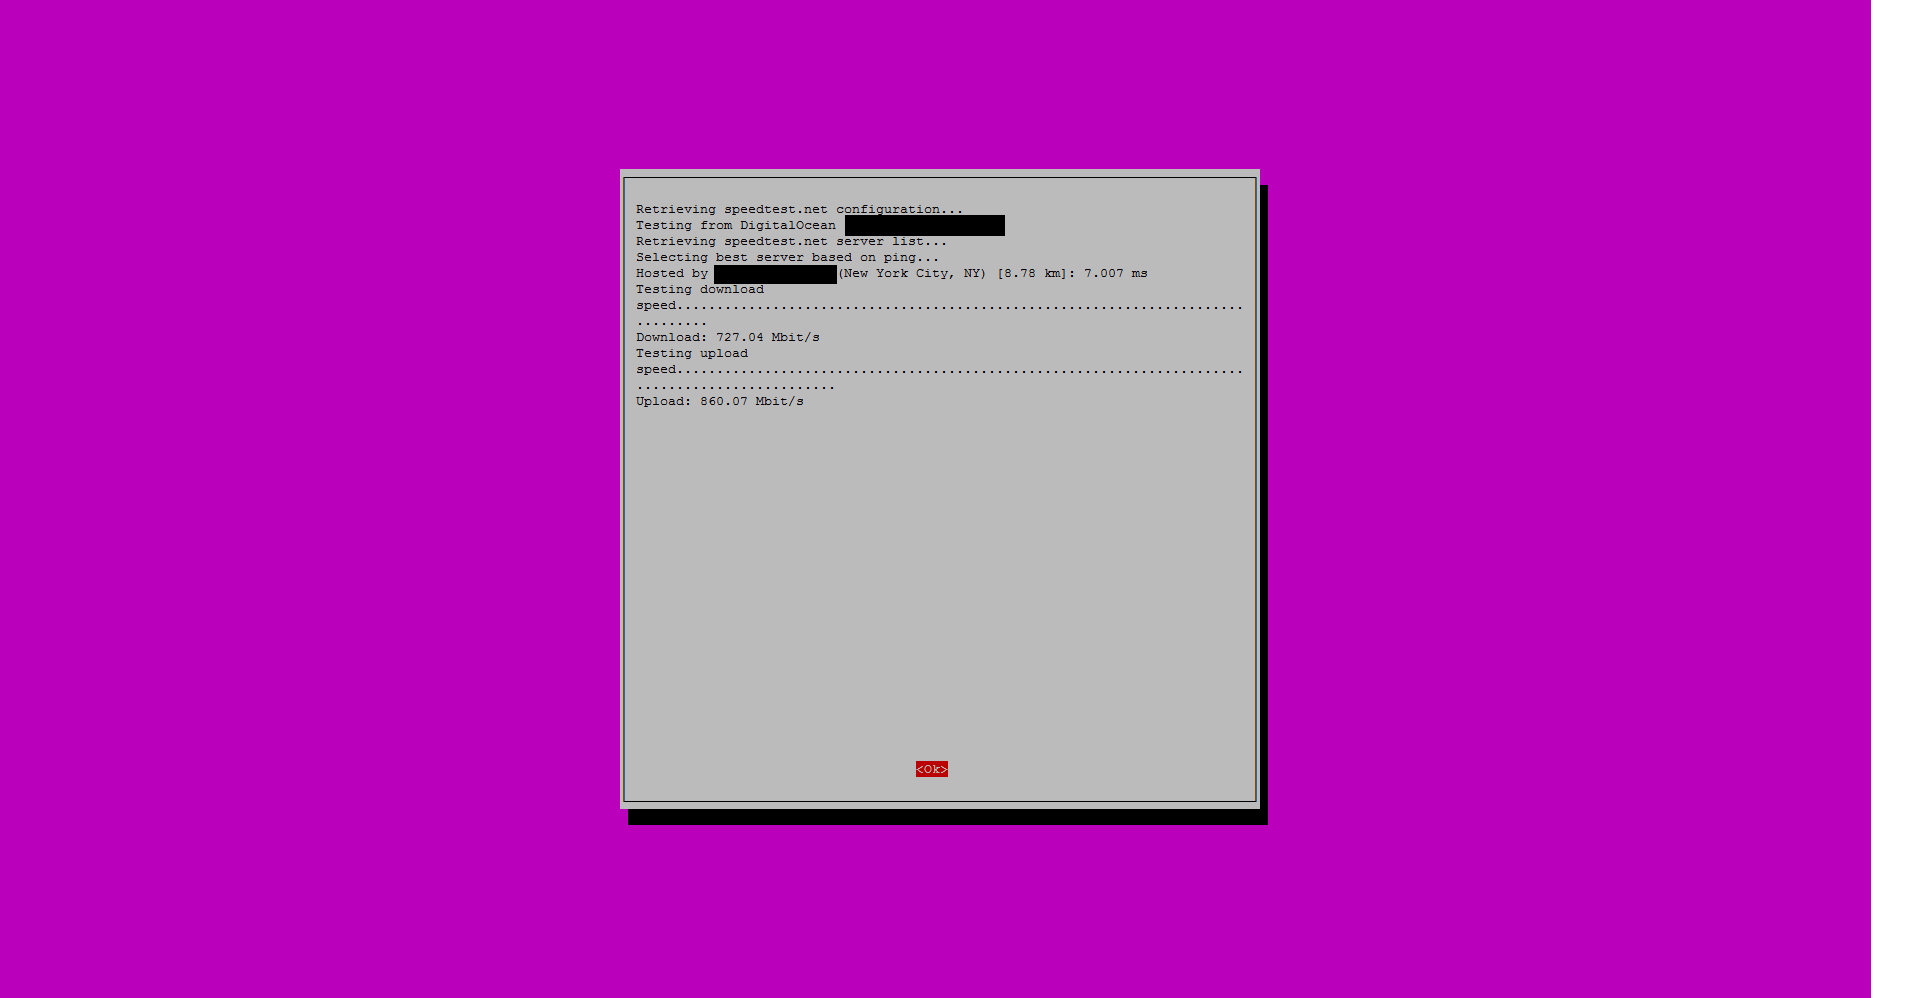 Retrieving speedtest.net configuration...
Testing from DigitalOcean
Retrieving speedtest.net server list...
Selecting best server based on ping...
Hosted by (New York City, NY) [8.78 km]: 7.007 ms
Testing download
speed.......................................................................
.........
Download: 727.04 Mbit/s
Testing upload
speed.......................................................................
.........................
Upload: 860.07 Mbit/s
<Ok>